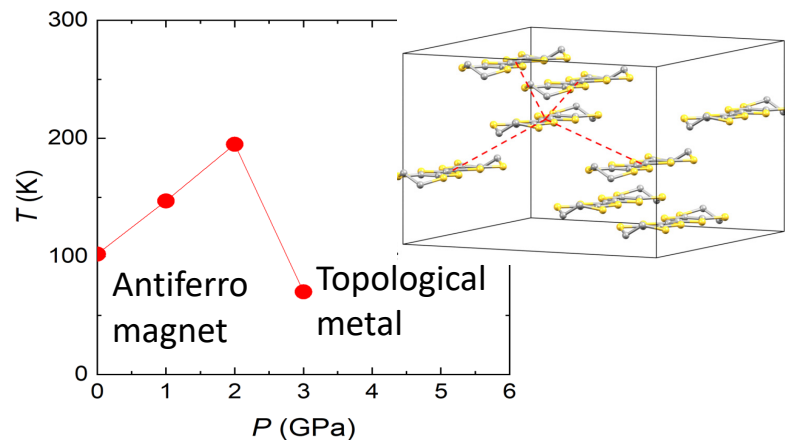 300
200
100
0
T (K)
Antiferro
magnet
Topological
metal
0 1 2 3 4 5 6
P (GPa)